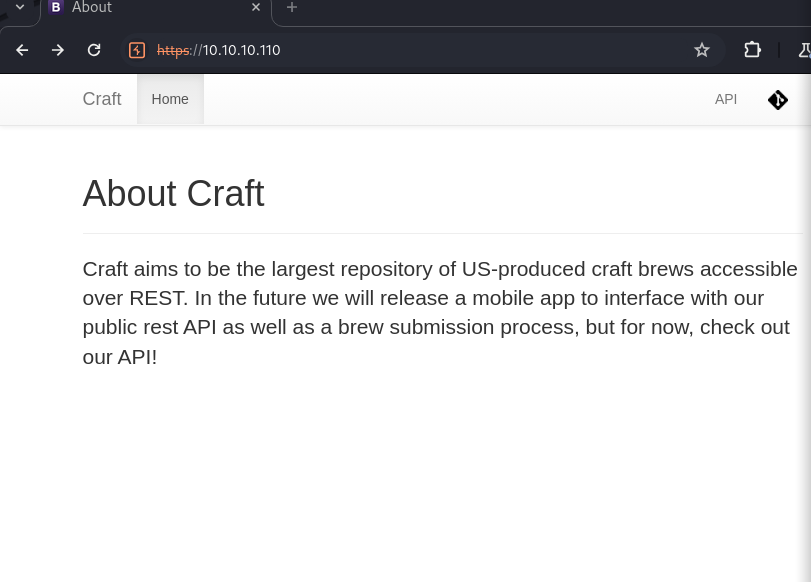 About
https://10.10.10.110
Craft Home API
About Craft
Craft aims to be the largest repository of US-produced craft brews accessible
over REST. In the future we will release a mobile app to interface with our
public rest API as well as a brew submission process, but for now, check out
our API!